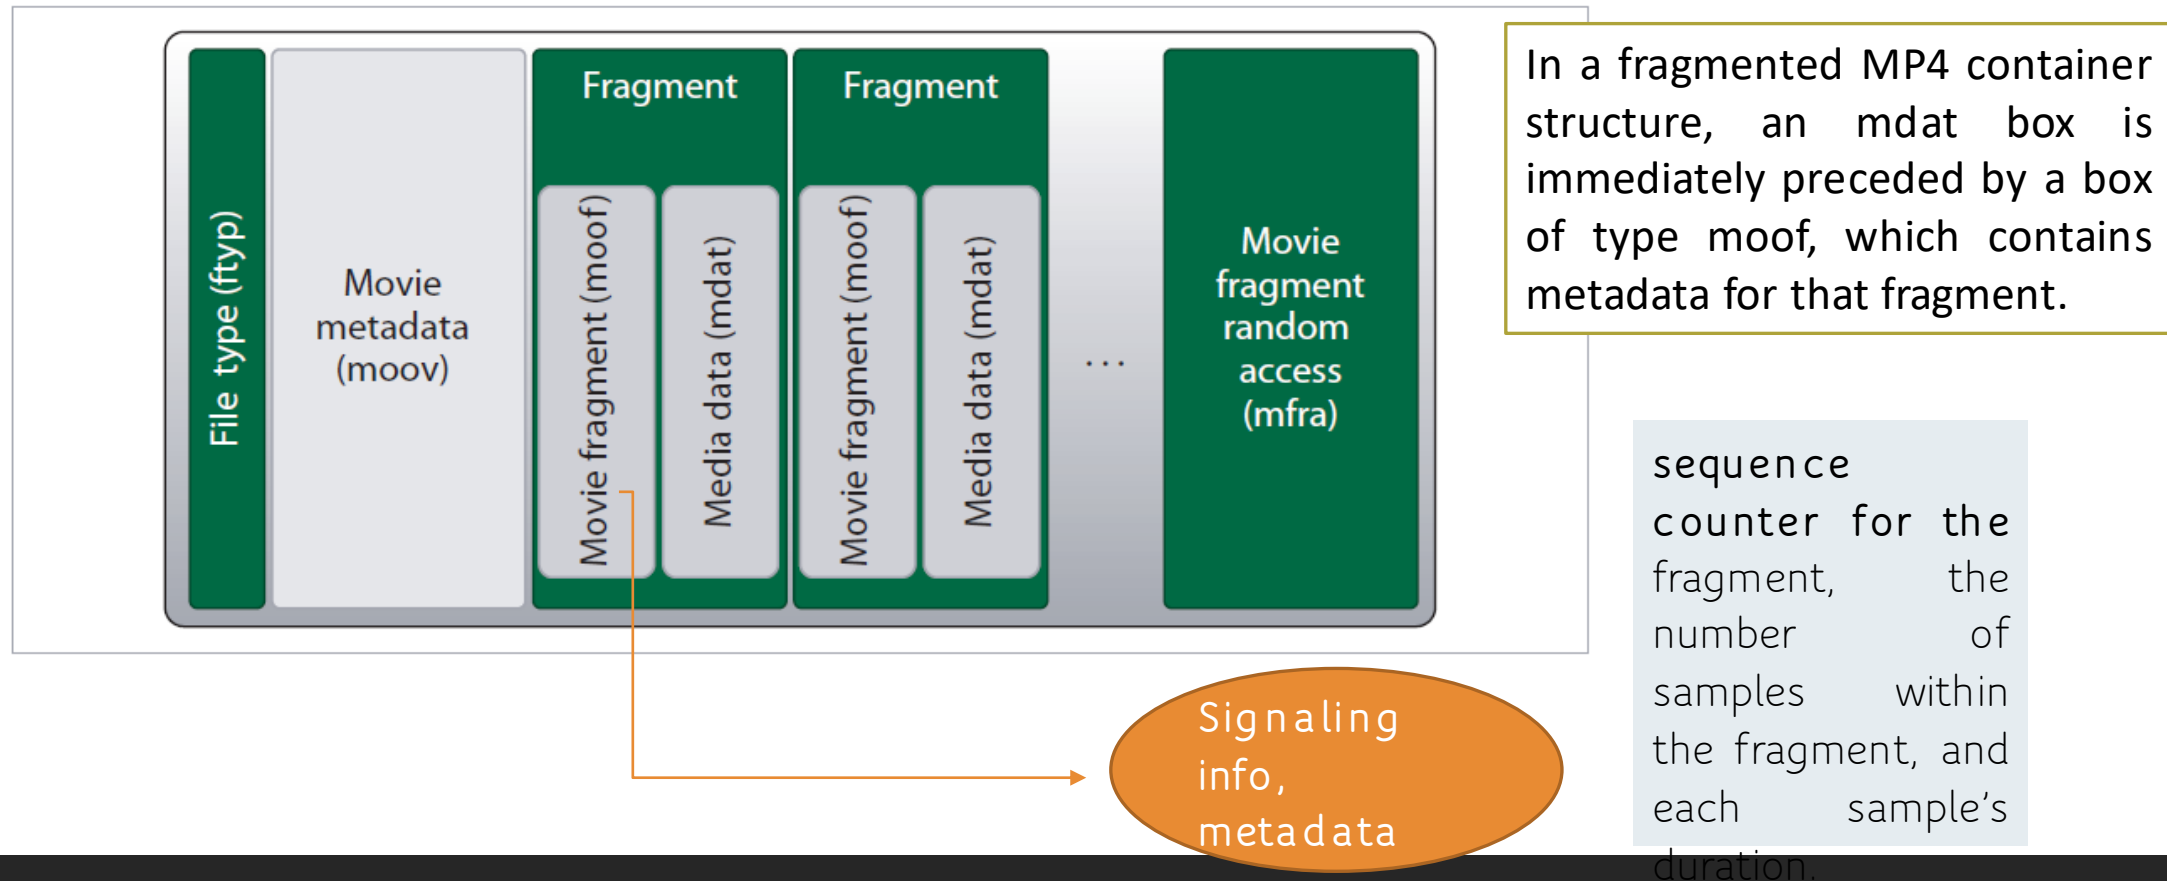 File type (ftyp)
Movie
metadata
(moov)
Fragment
Movie fragment (moof)
Media data (mdat)
Fragment
Movie fragment (moof)
Media data (mdat)
...
Movie
fragment
random
access
(mfra)
In a fragmented MP4 container
structure, an mdat box is
immediately preceded by a box
of type moof, which contains
metadata for that fragment.
Signaling
info,
metadata
sequence
counter for the
fragment, the
number of
samples within
the fragment, and
each sample’s
duration.